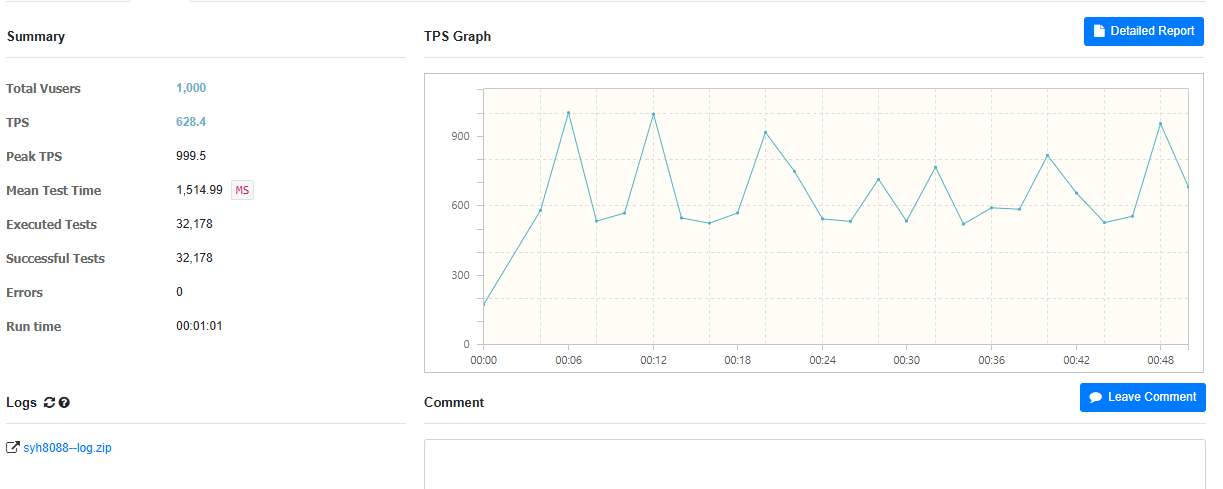 Summary
Total Vusers 1,000
TPS 628.4
Peak TPS 999.5
Mean Test Time 1,514.99 MS
Executed Tests 32,178
Successful Tests 32,178
Errors 0
Run time 00:01:01
Logs
syh8088--log.zip
TPS Graph
Detailed Report
900
600
300
0
00:00 00:06 00:12 00:18 00:24 00:30 00:36 00:42 00:48
Comment
Leave Comment